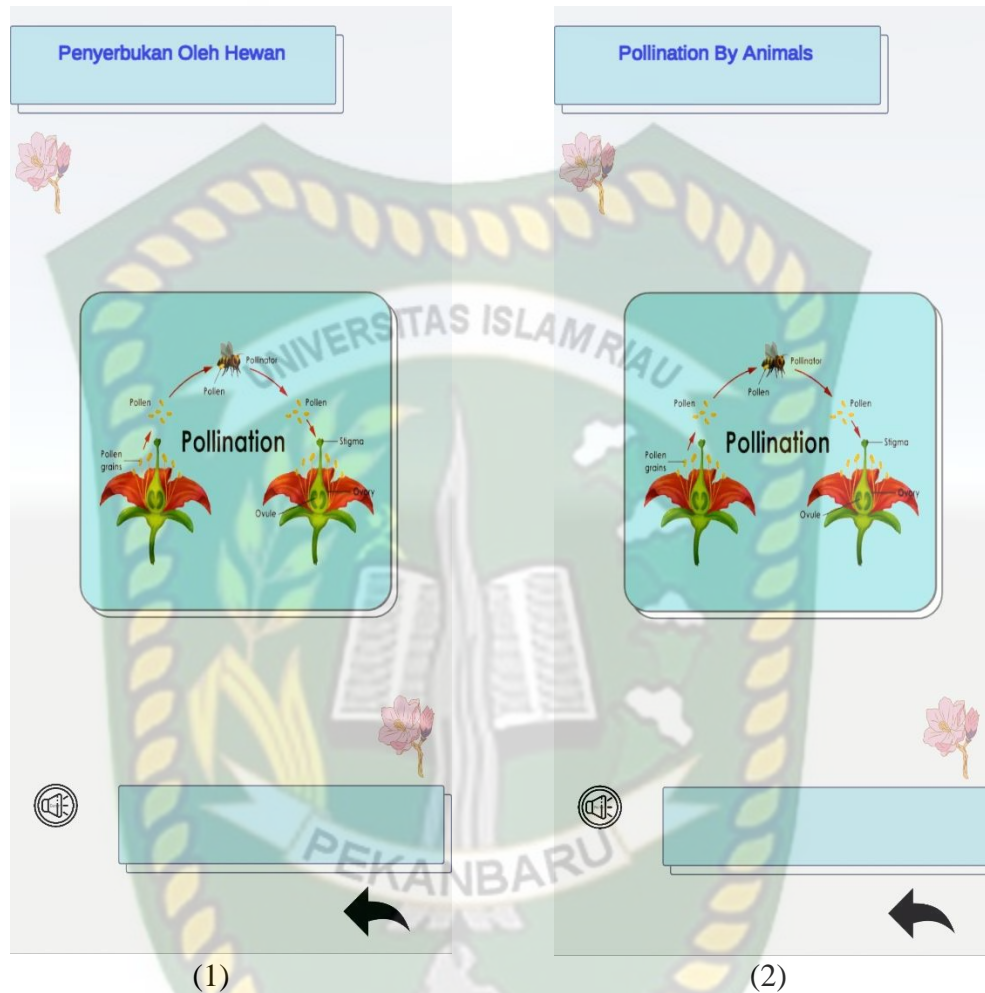 Penyerbukan Oleh Hewan
Pollinator
Pollen
Pollen
Pollen
Pollination
Stigma
Pollen
grains
Ovary
Ovule
(1)
Pollination By Animals
Pollinator
Pollen
Pollen
Pollen
Pollination
Stigma
Pollen
grains
Ovary
Ovule
(2)
UNIVERSITAS ISLAM RIAU
PEKANBARU